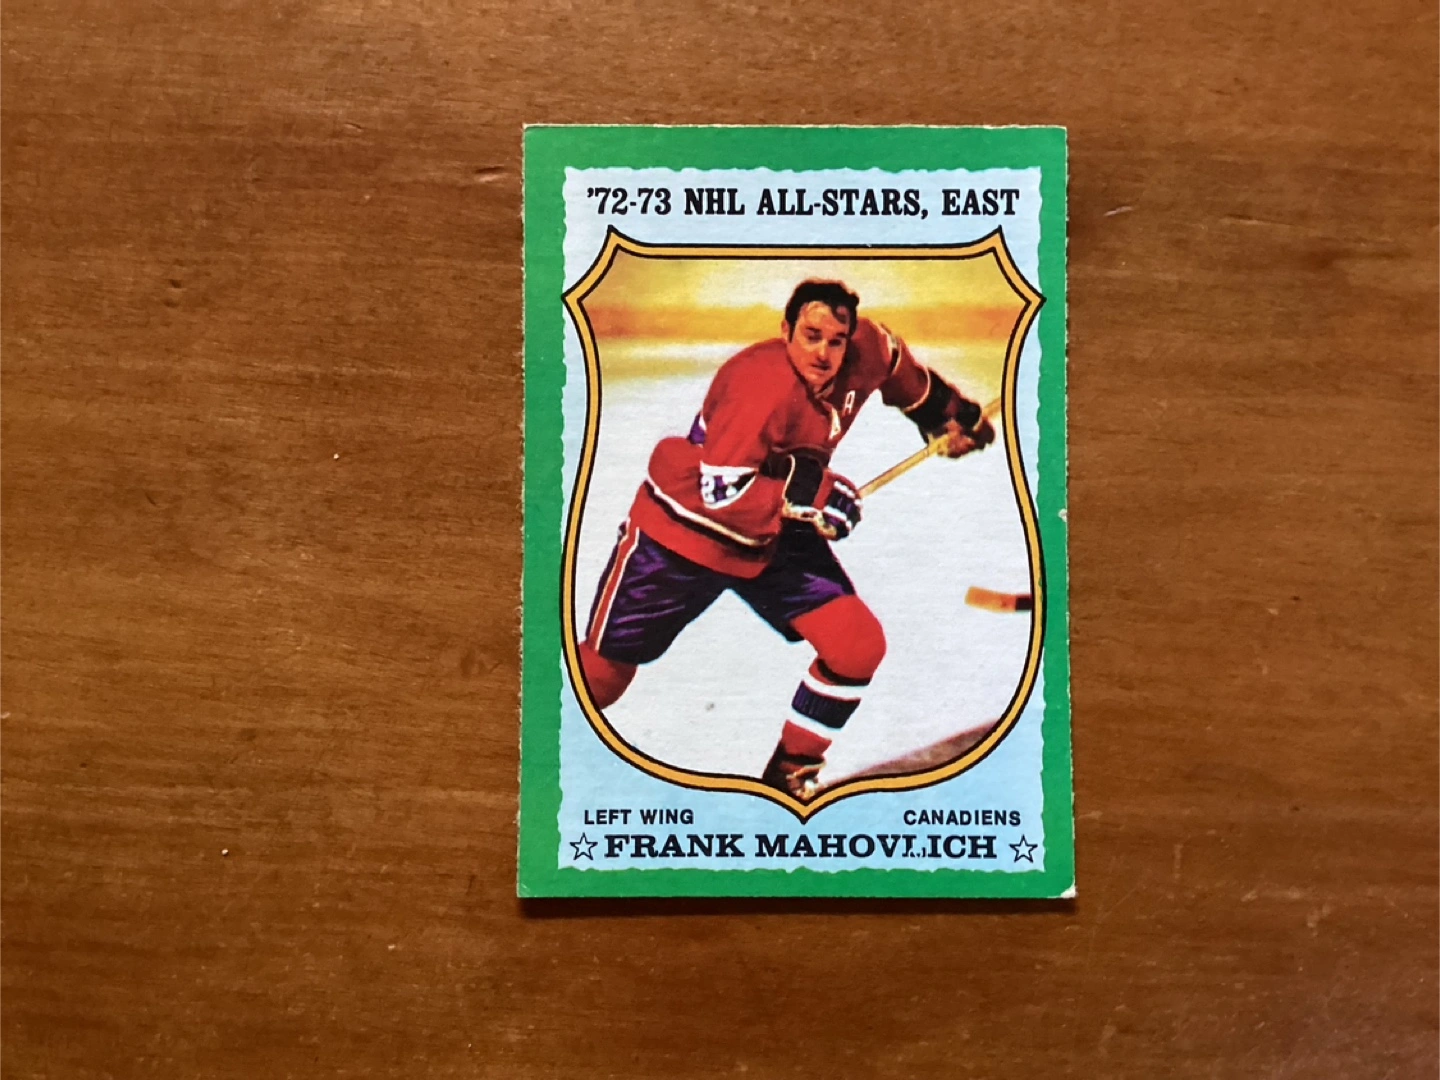 '72-73 NHL ALL-STARS, EAST
A
LEFT WING CANADIENS
FRANK MAHOVLICH